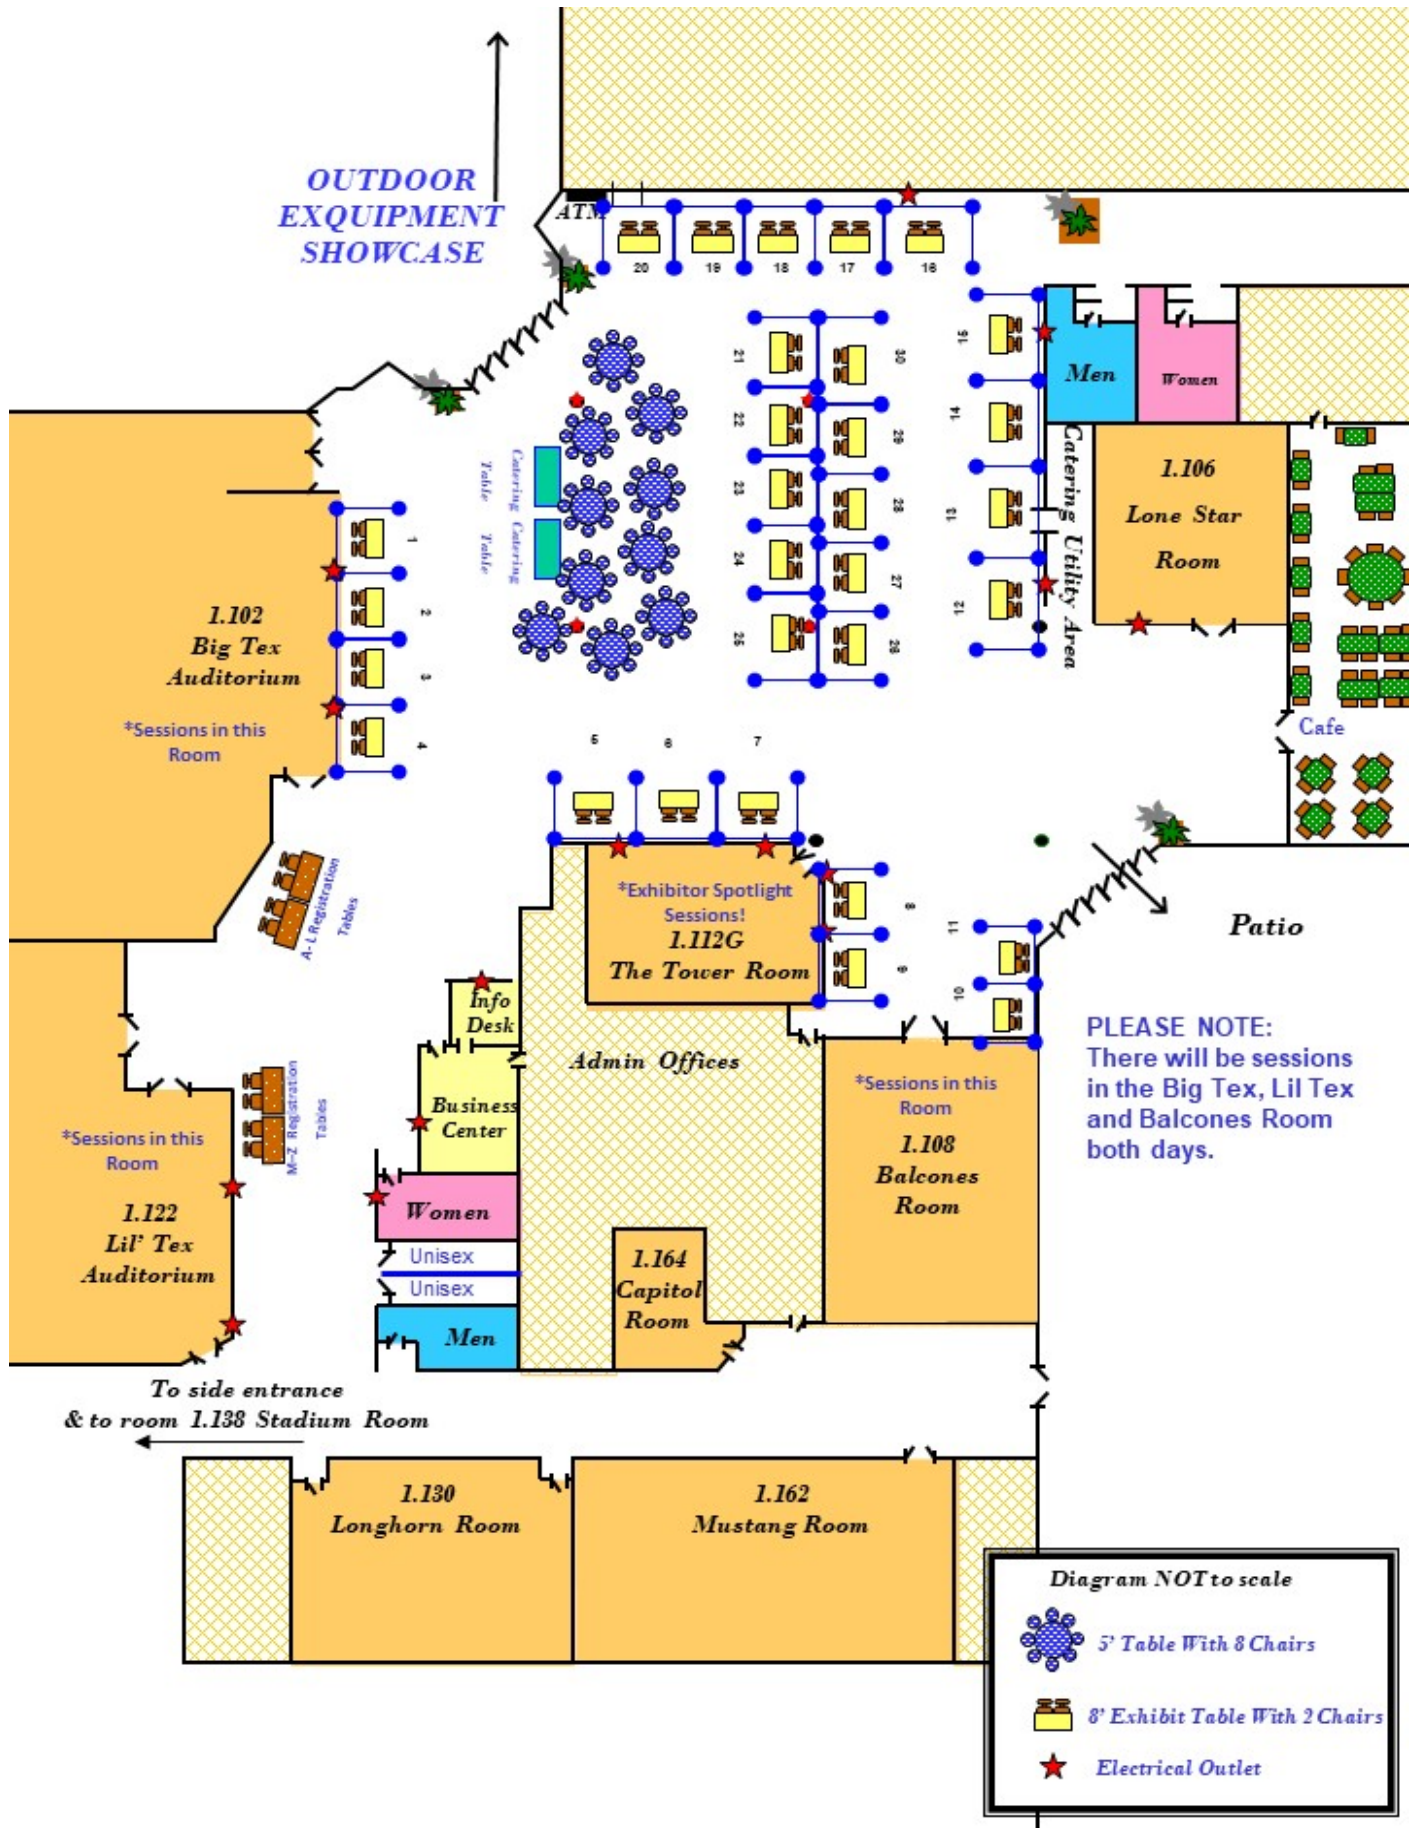 OUTDOOR
EXQUIPMENT
SHOWCASE
ATM
20
19
18
17
16
15
14
13
12
21
22
23
24
25
30
29
28
27
26
Men
Women
Catering Utility Area
1.106
Lone Star
Room
Catering
Table
Catering
Table
1
2
3
4
1.102
Big Tex
Auditorium
*Sessions in this
Room
Cafe
5
6
7
A- L Registration
Tables
*Exhibitor Spotlight
Sessions!
1.112G
The Tower Room
8
9
11
10
Patio
Info
Desk
Admin Offices
PLEASE NOTE:
There will be sessions
in the Big Tex, Lil Tex
and Balcones Room
both days.
M–Z Registration
Tables
Business
Center
*Sessions in this
Room
1.108
Balcones
Room
*Sessions in this
Room
1.122
Lil’ Tex
Auditorium
Women
Unisex
Unisex
Men
1.164
Capitol
Room
To side entrance
& to room 1.138 Stadium Room
1.130
Longhorn Room
1.162
Mustang Room
Diagram NOT to scale
5’ Table With 8 Chairs
8’ Exhibit Table With 2 Chairs
Electrical Outlet